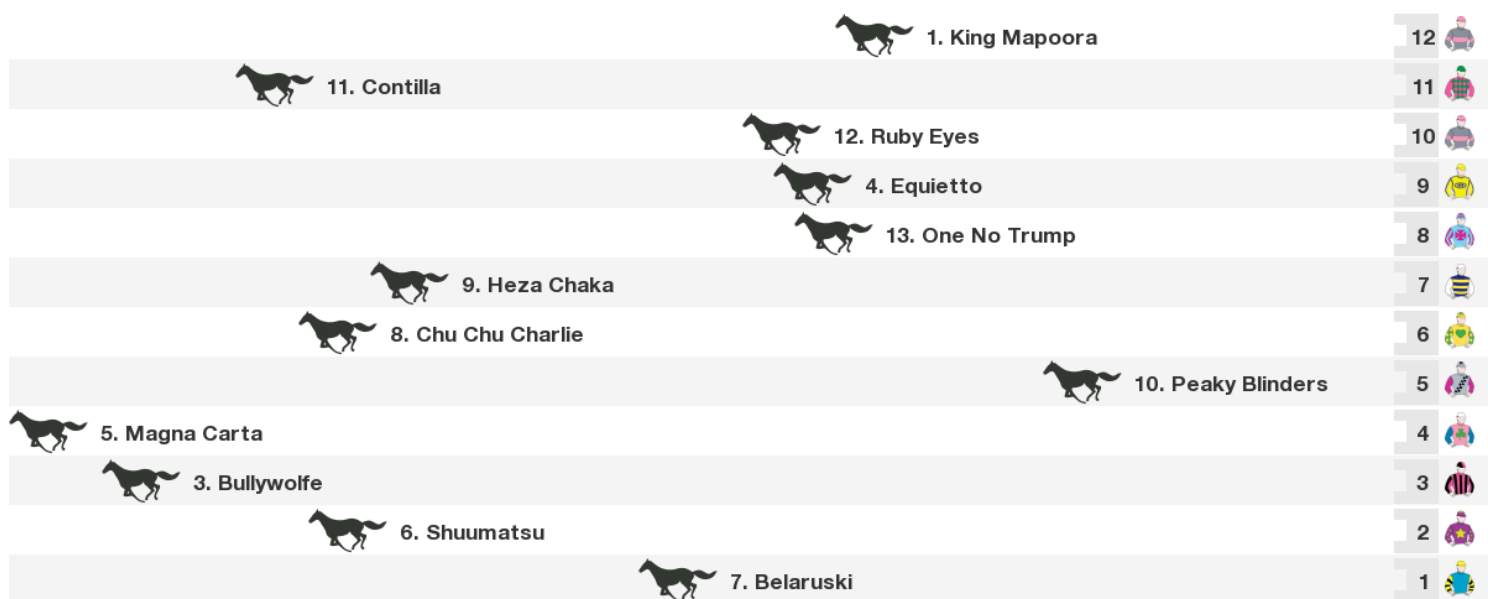 1. King Mapoora 12
11. Contilla 11
12. Ruby Eyes 10
4. Equietto 9
13. One No Trump 8
9. Heza Chaka 7
8. Chu Chu Charlie 6
10. Peaky Blinders 5
5. Magna Carta 4
3. Bullywolfe 3
6. Shuumatsu 2
7. Belaruski 1